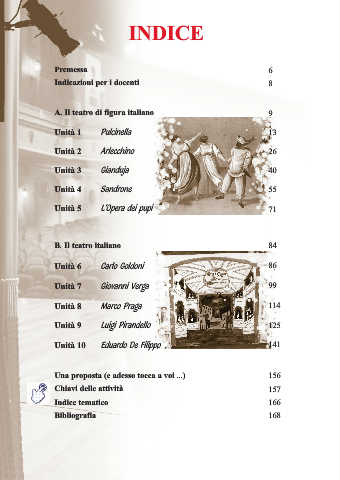 INDICE
Premessa 6
Indicazioni per i docenti 8
A. Il teatro di figura italiano 9
Unità 1 Pulcinella 13
Unità 2 Arlecchino 26
Unità 3 Gianduja 40
Unità 4 Sandrone 55
Unità 5 L'Opera dei pupi 71
B. Il teatro italiano 84
Unità 6 Carlo Goldoni 86
Unità 7 Giovanni Verga 99
Unità 8 Marco Praga 114
Unità 9 Luigi Pirandello 125
Unità 10 Eduardo De Filippo 141
Una proposta (e adesso tocca a voi ...) 156
Chiavi delle attività 157
Indice tematico 166
Bibliografia 168